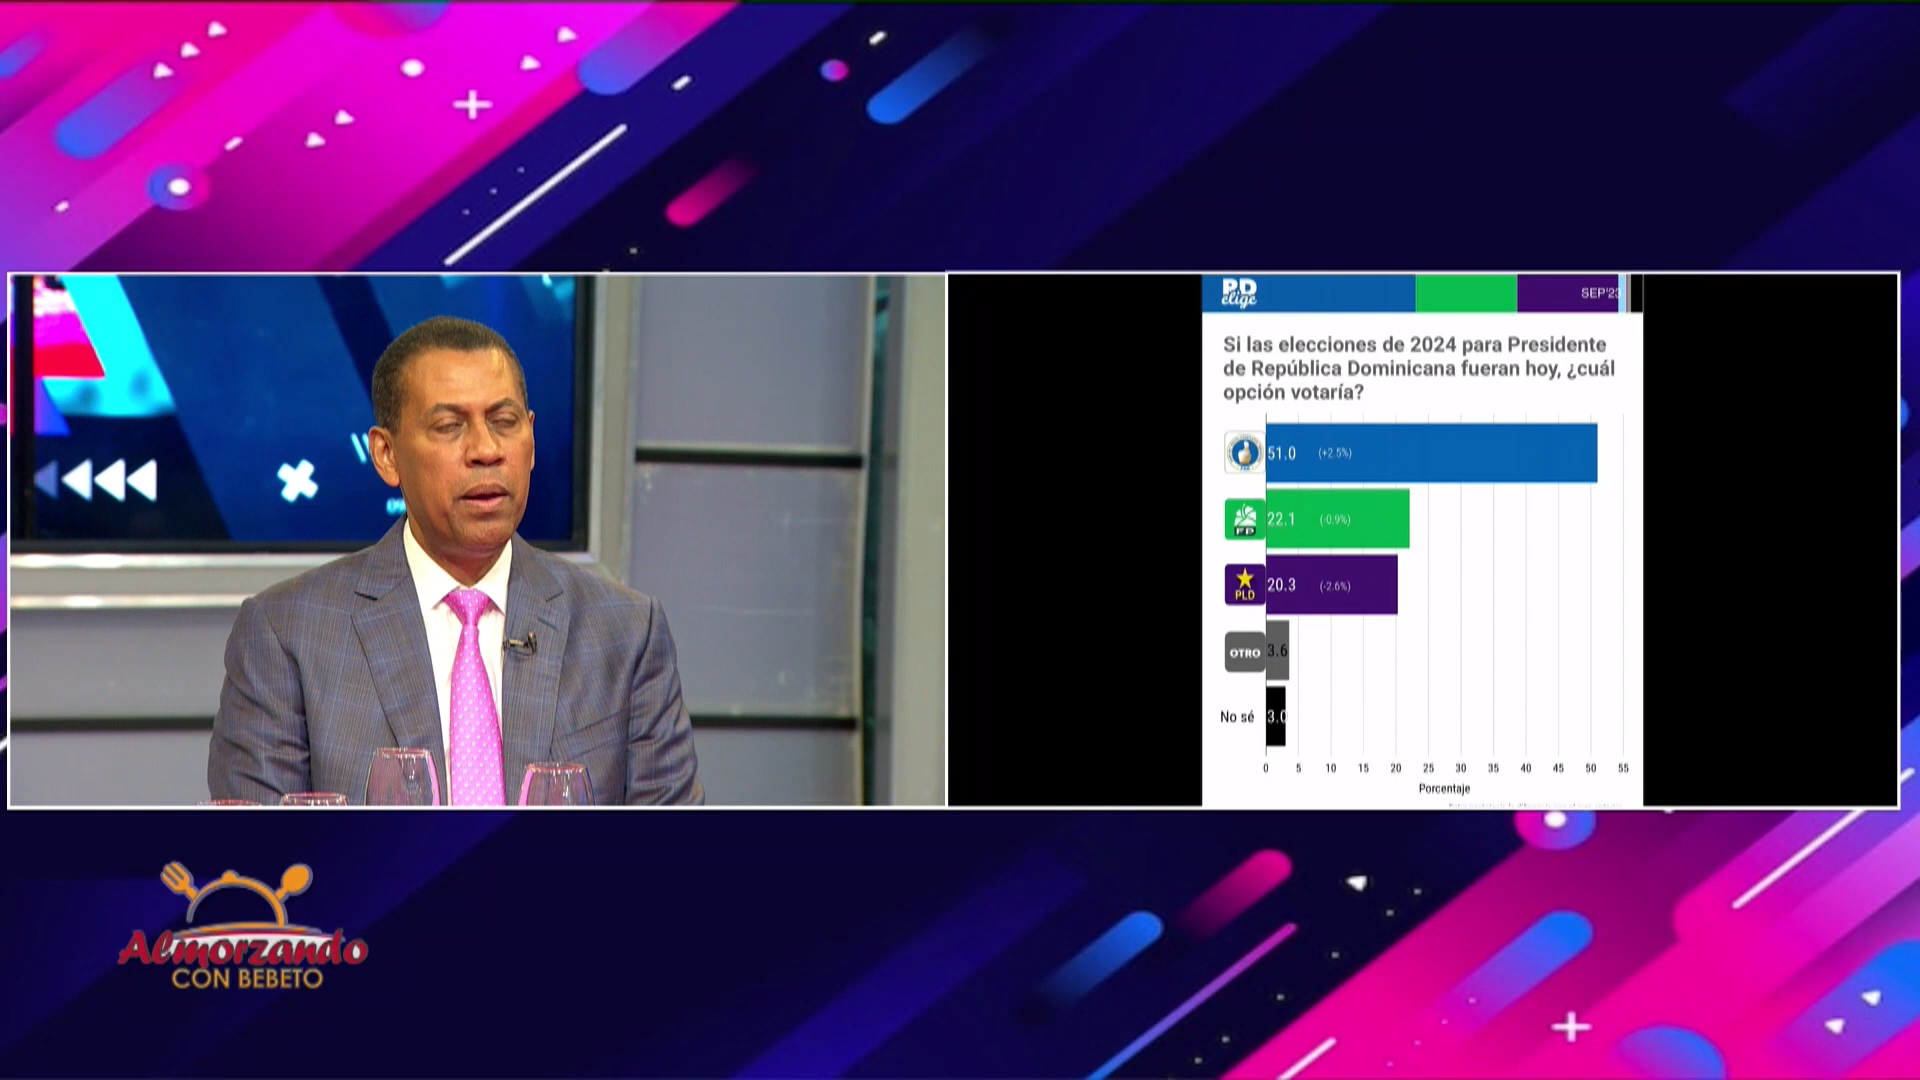 RD
elige
SEP'23
Si las elecciones de 2024 para Presidente
de República Dominicana fueran hoy, ¿cuál
opción votaría?
51.0 (+2.5%)
FP 22.1 (-0.9%)
PLD 20.3 (-2.6%)
OTRO 3.6
No sé 3.0
0 5 10 15 20 25 30 35 40 45 50 55
Porcentaje
Almorzando
CON BEBETO